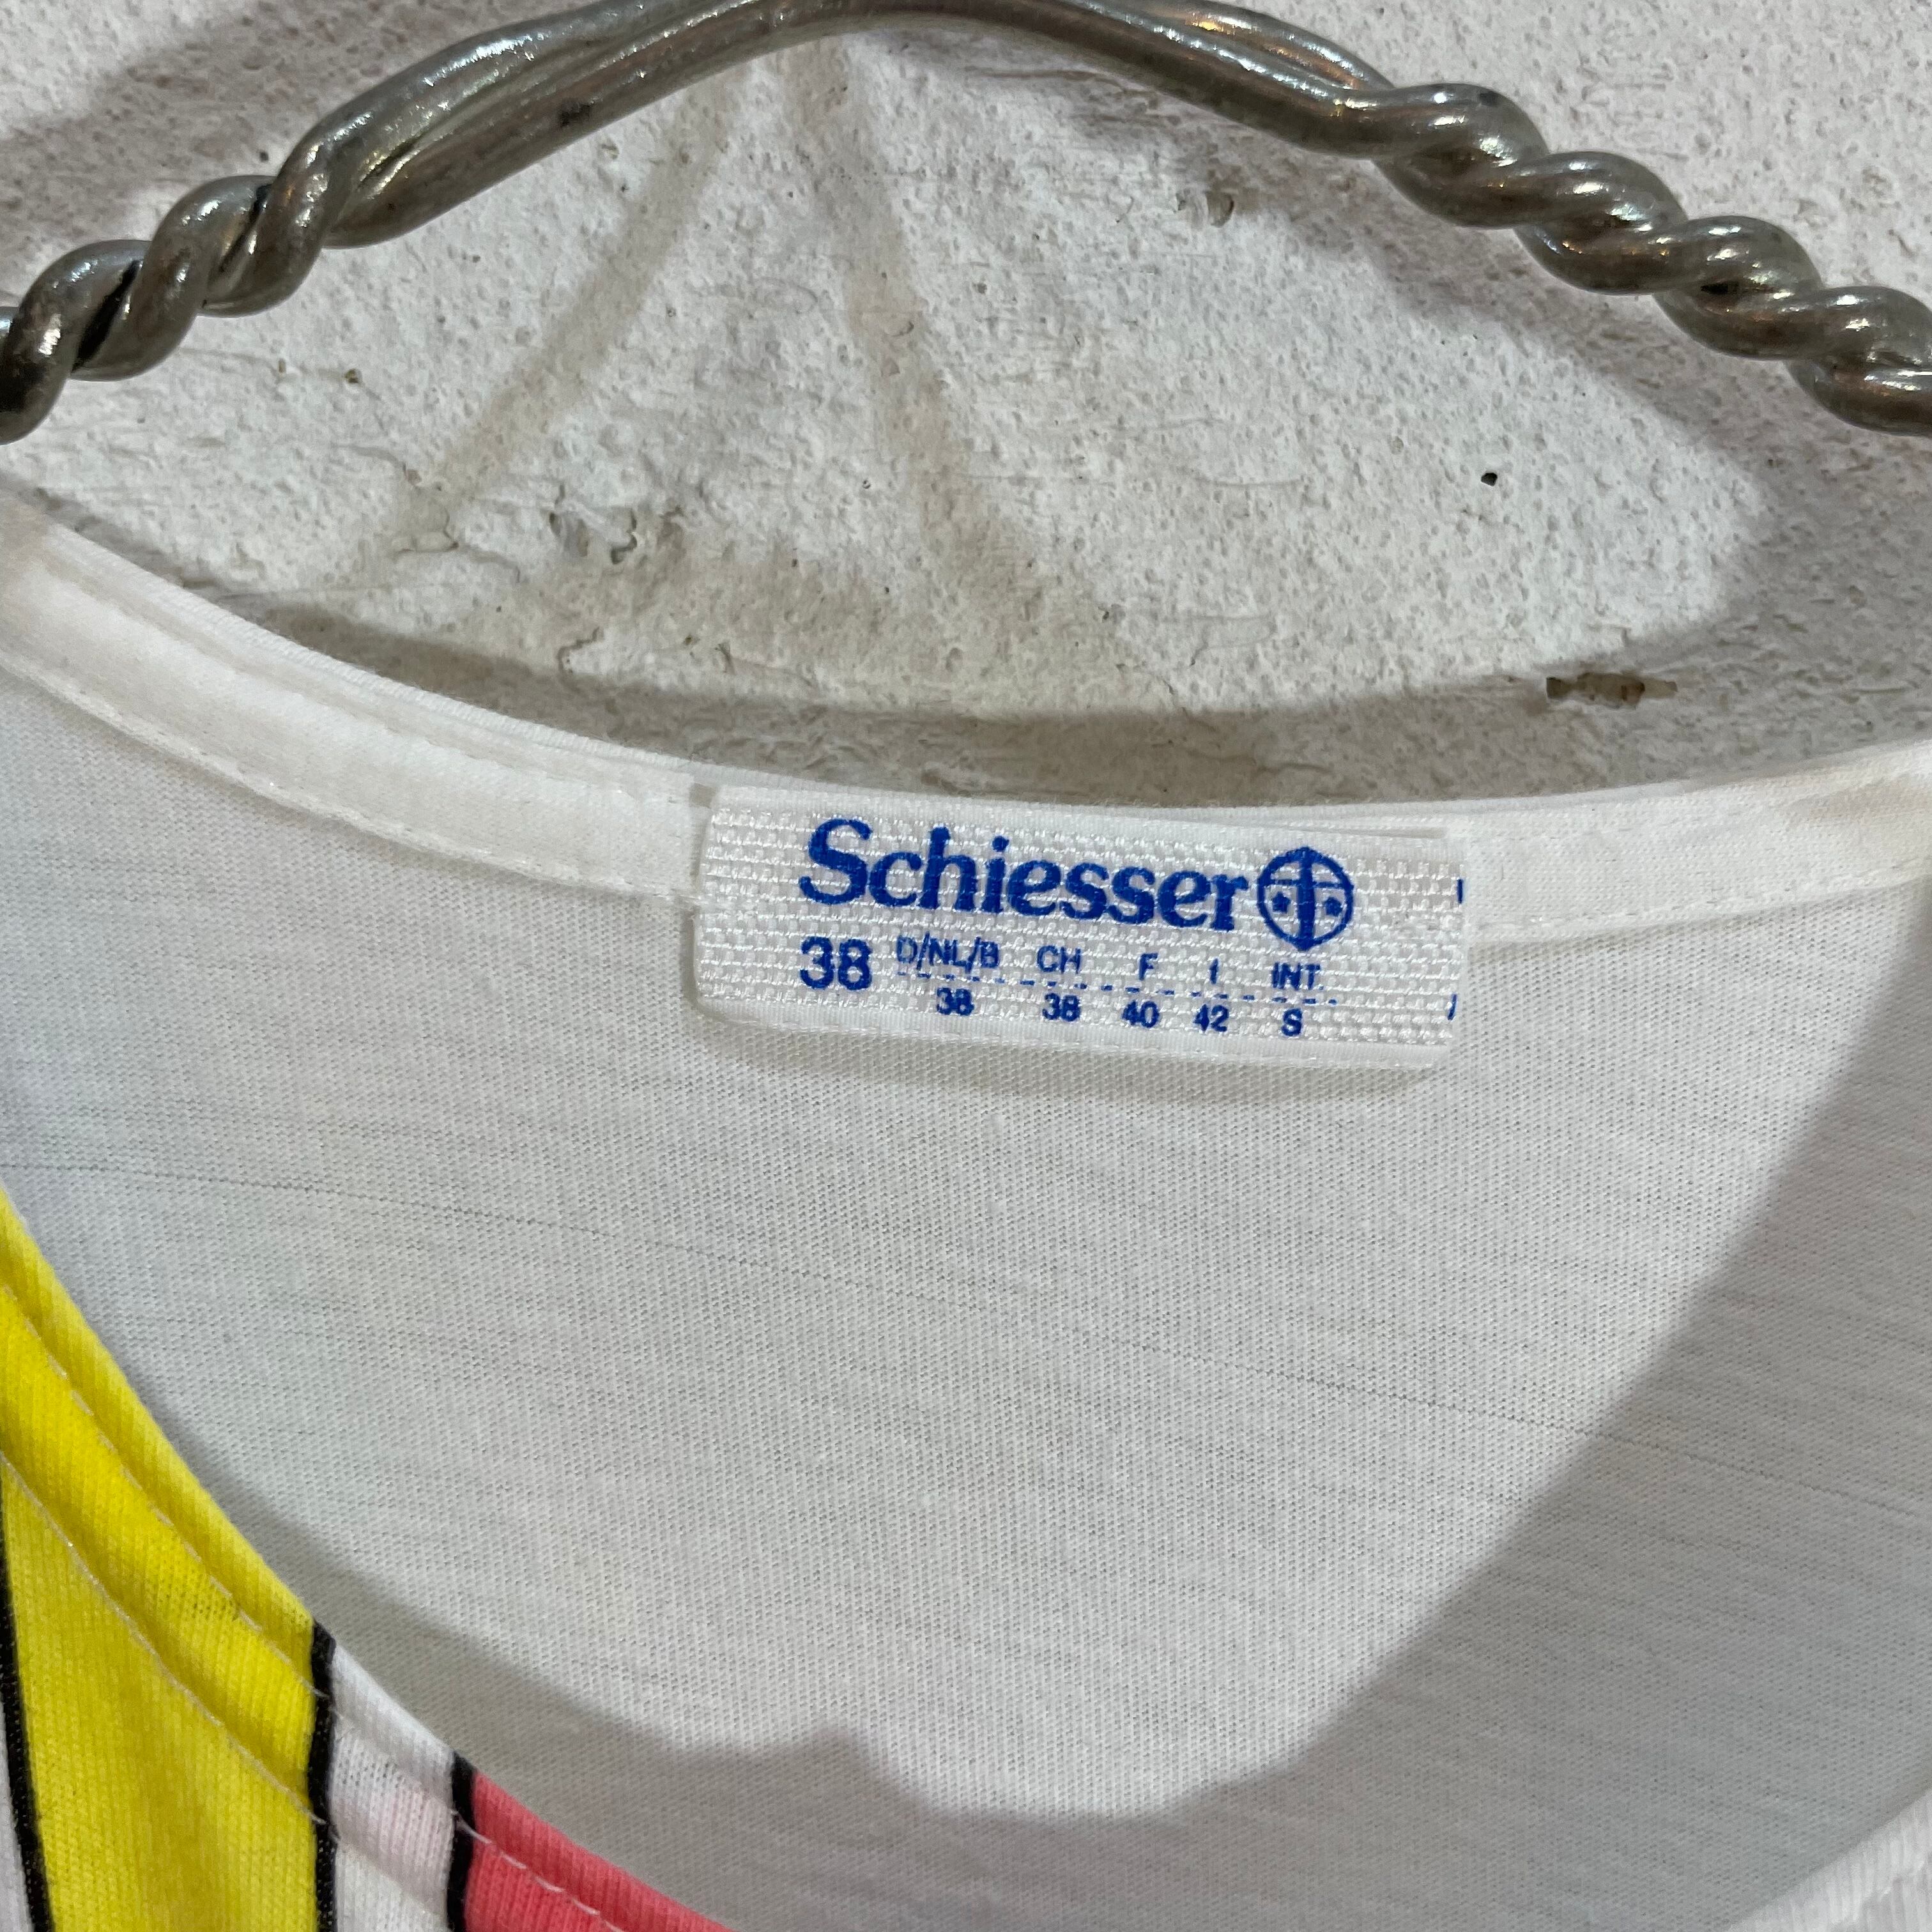 Schiesser
38 D/NL/B CH F I INT.
38 38 40 42 S